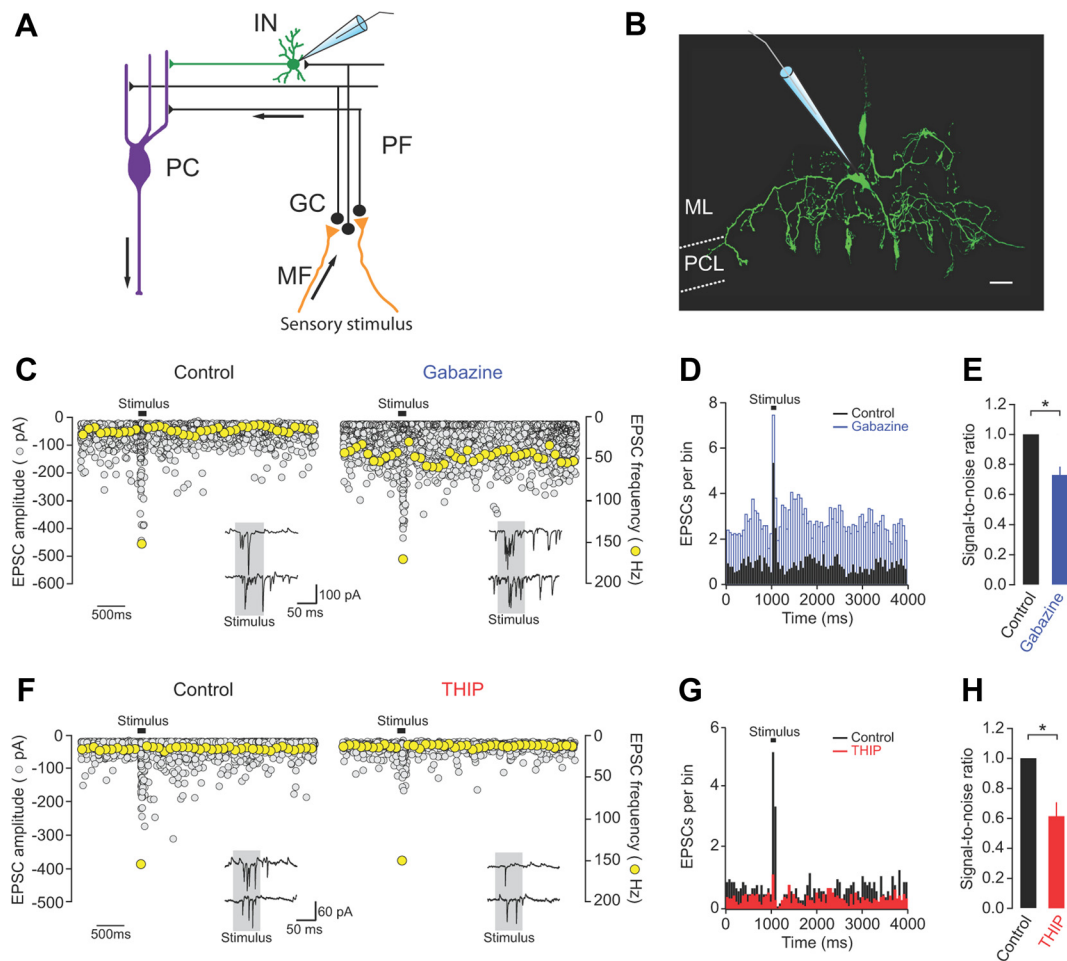 A
IN
PC
PF
GC
MF
Sensory stimulus
B
ML
PCL
C
Control
Gabazine
Stimulus
Stimulus
EPSC amplitude ( ○ pA)
0
-100
-200
-300
-400
-500
-600
0
50
100
150
200
EPSC frequency ( ● Hz)
500ms
Stimulus
100 pA
50 ms
Stimulus
D
Stimulus
Control
Gabazine
EPSCs per bin
8
6
4
2
0
0 1000 2000 3000 4000
Time (ms)
E
*
Signal-to-noise ratio
1.2
1.0
0.8
0.6
0.4
0.2
0.0
Control
Gabazine
F
Control
THIP
Stimulus
Stimulus
EPSC amplitude ( ○ pA)
0
-100
-200
-300
-400
-500
0
50
100
150
200
EPSC frequency ( ● Hz)
500ms
Stimulus
60 pA
50 ms
Stimulus
G
Stimulus
Control
THIP
EPSCs per bin
6
4
2
0
0 1000 2000 3000 4000
Time (ms)
H
*
Signal-to-noise ratio
1.2
1.0
0.8
0.6
0.4
0.2
0.0
Control
THIP